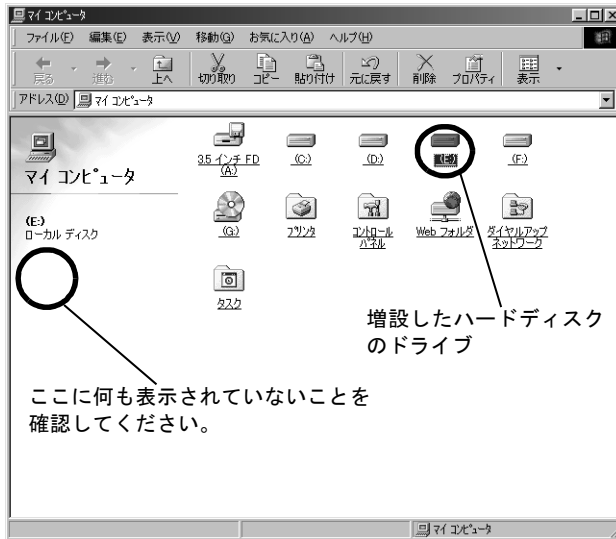 マイ コンピュータ
ファイル(F) 編集(E) 表示(V) 移動(G) お気に入り(A) ヘルプ(H)
戻る 進む 上へ 切り取り コピー 貼り付け 元に戻す 削除 プロパティ 表示
アドレス(D) マイ コンピュータ
マイ コンピュータ
(E:)
ローカル ディスク
3.5 インチ FD
(A:)
(C:)
(D:)
(E:)
(F:)
(G:)
プリンタ
コントロール
パネル
Web フォルダ
ダイヤルアップ
ネットワーク
タスク
増設したハードディスク
のドライブ
ここに何も表示されていないことを
確認してください。
マイ コンピュータ